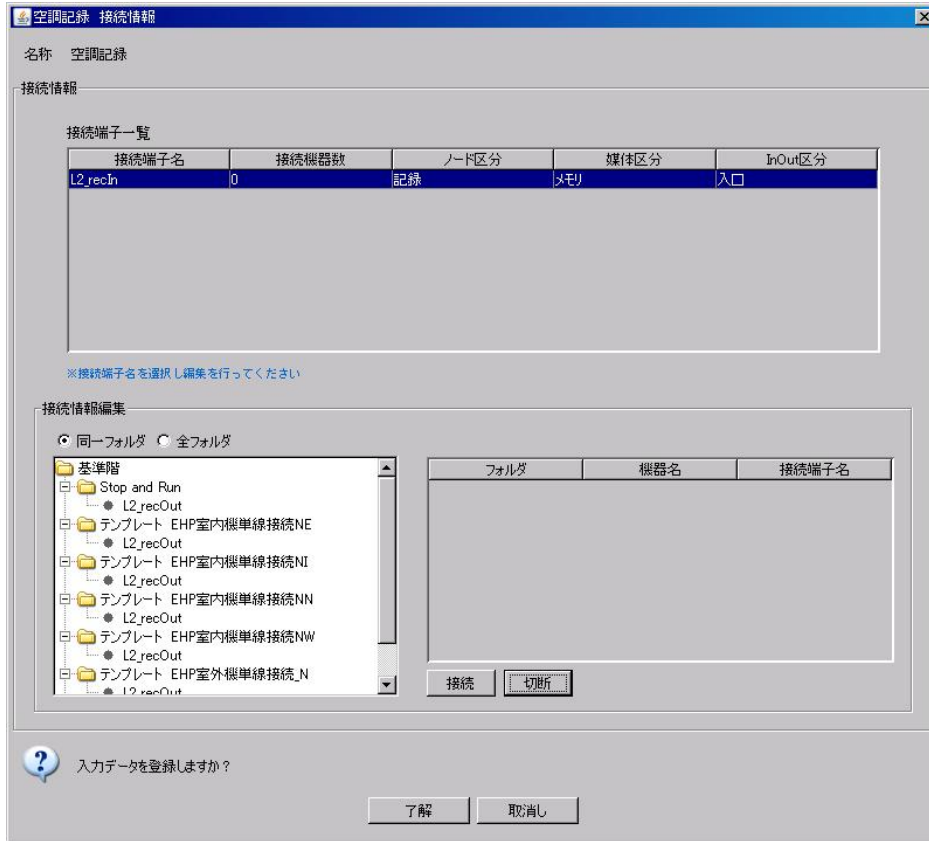 空調記録 接続情報
名称 空調記録
接続情報
接続端子一覧
接続端子名 接続機器数 ノード区分 媒体区分 InOut区分
L2_recIn 0 記録 メモリ 入口
※接続端子名を選択し編集を行ってください
接続情報編集
同一フォルダ 全フォルダ
基準階
Stop and Run
L2_recOut
テンプレート EHP室内機単線接続NE
L2_recOut
テンプレート EHP室内機単線接続NI
L2_recOut
テンプレート EHP室内機単線接続NN
L2_recOut
テンプレート EHP室内機単線接続NW
L2_recOut
テンプレート EHP室外機単線接続_N
L2_recOut
フォルダ 機器名 接続端子名
接続 切断
入力データを登録しますか？
了解 取消し